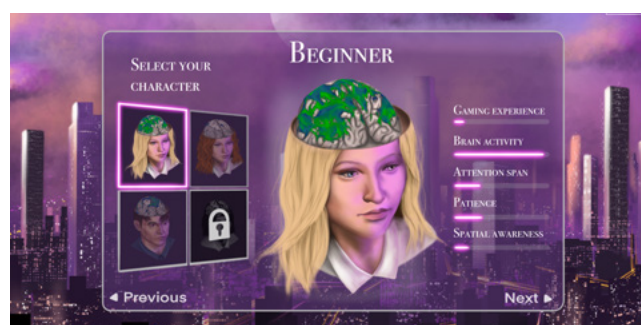 Beginner
Select your
character
Gaming experience
Brain activity
Attention span
Patience
Spatial awareness
Previous
Next